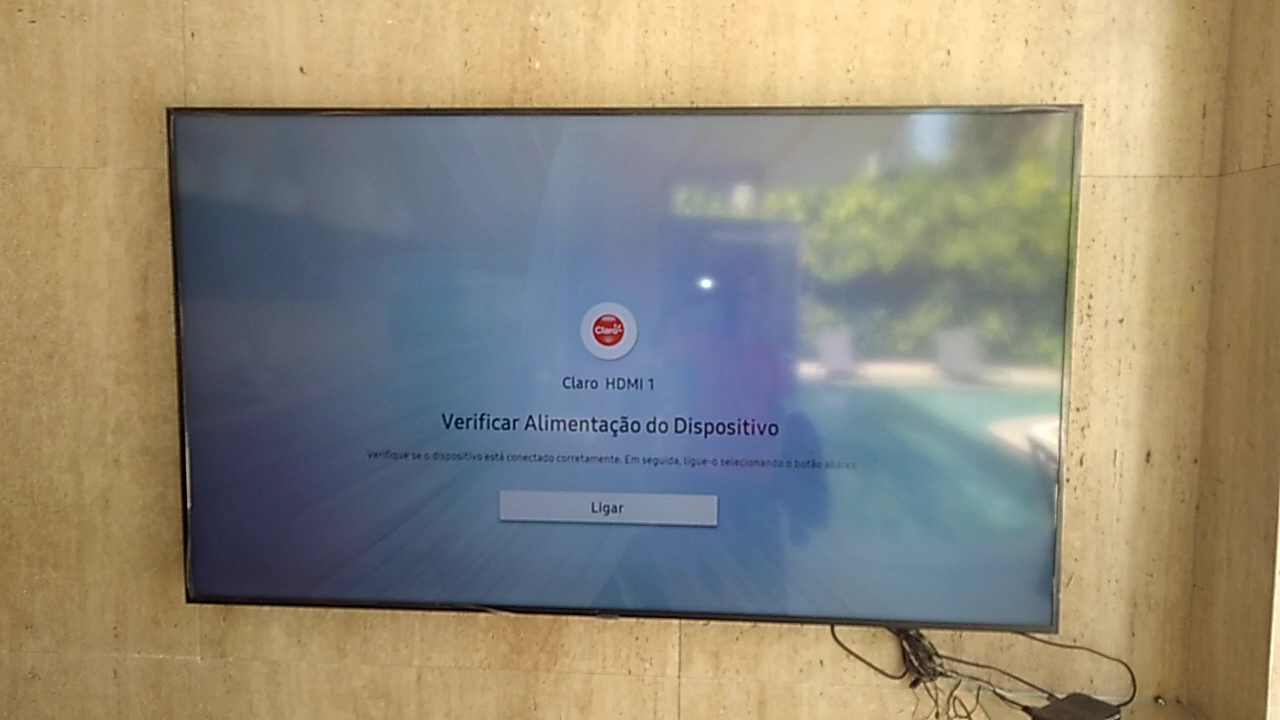 Claro
Claro HDMI 1
Verificar Alimentação do Dispositivo
Verifique se o dispositivo está conectado corretamente. Em seguida, ligue-o selecionando o botão abaixo.
Ligar